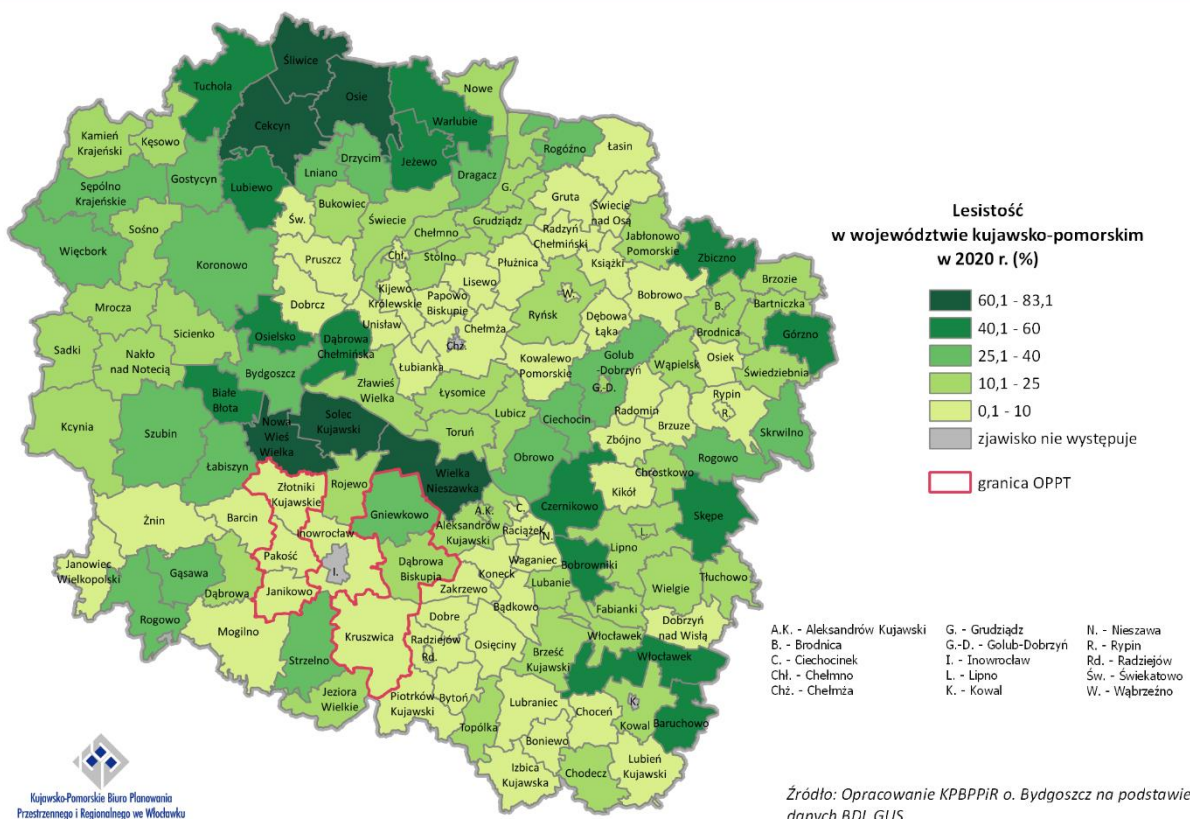 Śliwice
Tuchola
Osie
Nowe
Cekcyn
Warlubie
Kamień
Krajeński
Kęsowo
Rogóźno
Łasin
Drzycim
Jeżewo
Lniano
Dragacz
Gostycyn
Sępólno
Krajeńskie
Lubiewo
G.
Gruta
Bukowiec
Św.
Świecie
Grudziądz
Świecie
nad Osą
Sośno
Chełmno
Radzyń
Chełmiński
Jabłonowo
Pomorskie
Więcbork
Koronowo
Pruszcz
Chł.
Stolno
Płużnica
Książki
Zbiczno
Brzozie
Kijewo
Królewskie
Lisewo
Papowo
Biskupie
W.
Bobrowo
B.
Bartniczka
Mrocza
Dobrcz
Unisław
Chełmża
Ryńsk
Dębowa
Łąka
Brodnica
Górzno
Sicienko
Osielsko
Dąbrowa
Chełmińska
Chż.
Sadki
Nakło
nad Notecią
Bydgoszcz
Łubianka
Kowalewo
Pomorskie
Golub
-Dobrzyń
Wąpielsk
Osiek
Świedziebnia
G.-D.
Białe
Błota
Zławieś
Wielka
Łysomice
Rypin
R.
Kcynia
Szubin
Nowa
Wieś
Wielka
Solec
Kujawski
Lubicz
Ciechocin
Radomin
Brzuze
Toruń
Zbójno
Skrwilno
Łabiszyn
Wielka
Nieszawka
Obrowo
Rogowo
Złotniki
Kujawskie
Rojewo
Chrostkowo
Kikół
Czernikowo
Skępe
Żnin
Barcin
Gniewkowo
A.K.
C.
Aleksandrów
Kujawski
Raciążek
N.
Inowrocław
L.
Lipno
Pakość
I.
Waganiec
Bobrowniki
Janowiec
Wielkopolski
Gąsawa
Dąbrowa
Janikowo
Dąbrowa
Biskupia
Koneck
Lubanie
Wielgie
Tłuchowo
Zakrzewo
Bądkowo
Fabianki
Rogowo
Mogilno
Kruszwica
Dobre
Dobrzyń
nad Wisłą
Radziejów
Rd.
Osięciny
Włocławek
Włocławek
Strzelno
Brześć
Kujawski
Jeziora
Wielkie
Piotrków
Kujawski
Bytoń
Lubraniec
K.
Topólka
Choceń
Kowal
Baruchowo
Boniewo
Izbica
Kujawska
Chodecz
Lubień
Kujawski
Lesistość
w województwie kujawsko-pomorskim
w 2020 r. (%)
60,1 - 83,1
40,1 - 60
25,1 - 40
10,1 - 25
0,1 - 10
zjawisko nie występuje
granica OPPT
A.K. - Aleksandrów Kujawski
B. - Brodnica
C. - Ciechocinek
Chł. - Chełmno
Chż. - Chełmża
G. - Grudziądz
G.-D. - Golub-Dobrzyń
I. - Inowrocław
L. - Lipno
K. - Kowal
N. - Nieszawa
R. - Rypin
Rd. - Radziejów
Św. - Świekatowo
W. - Wąbrzeźno
Kujawsko-Pomorskie Biuro Planowania
Przestrzennego i Regionalnego we Włocławku
Źródło: Opracowanie KPBPPiR o. Bydgoszcz na podstawie
danych BDL GUS